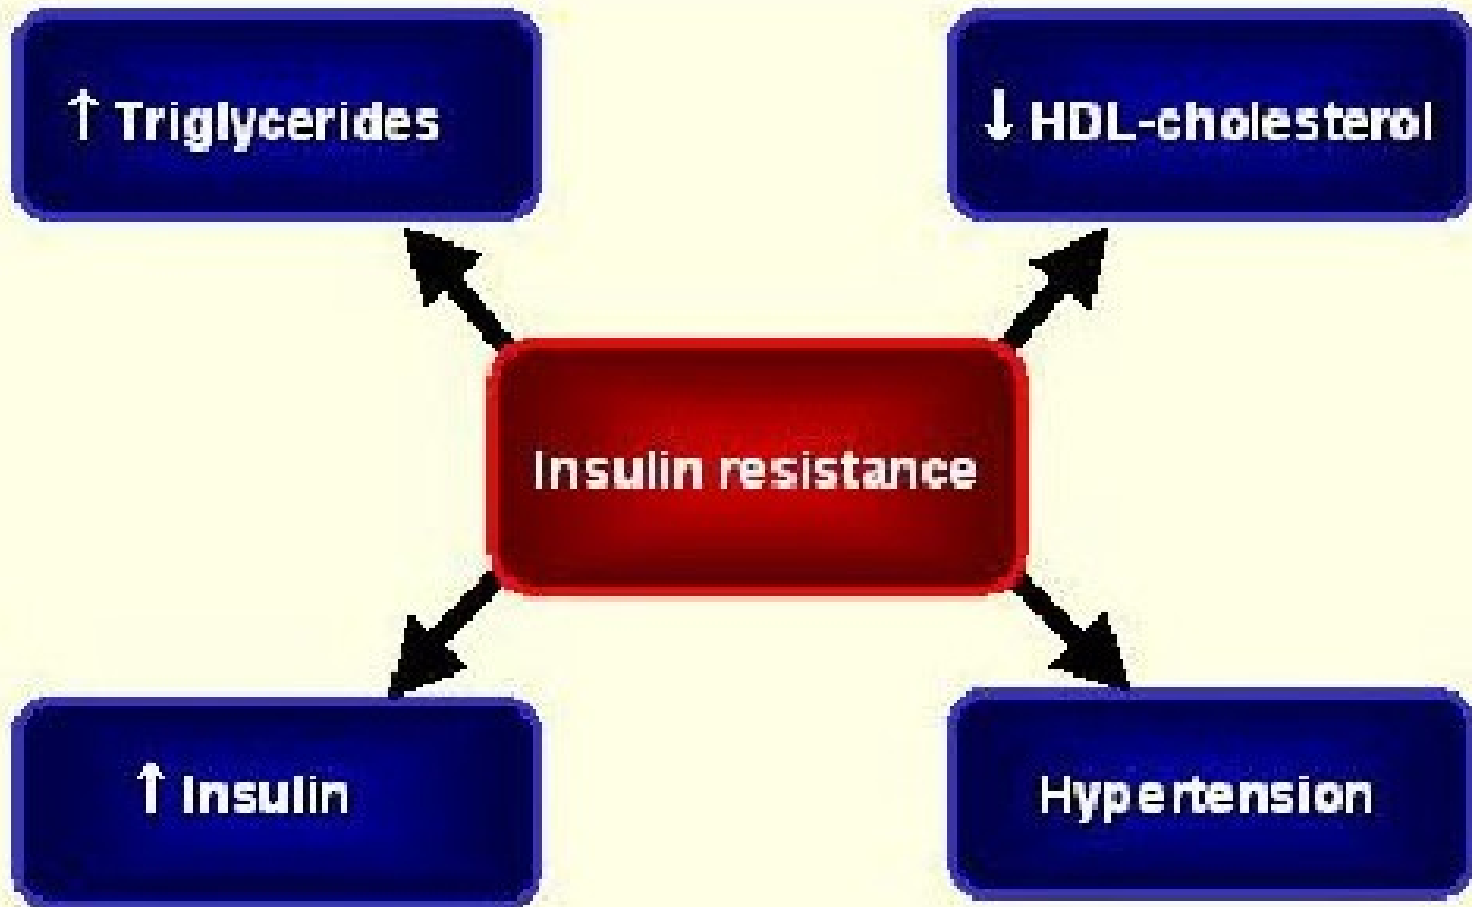 ↑ Triglycerides
↓ HDL-cholesterol
Insulin resistance
↑ Insulin
Hypertension